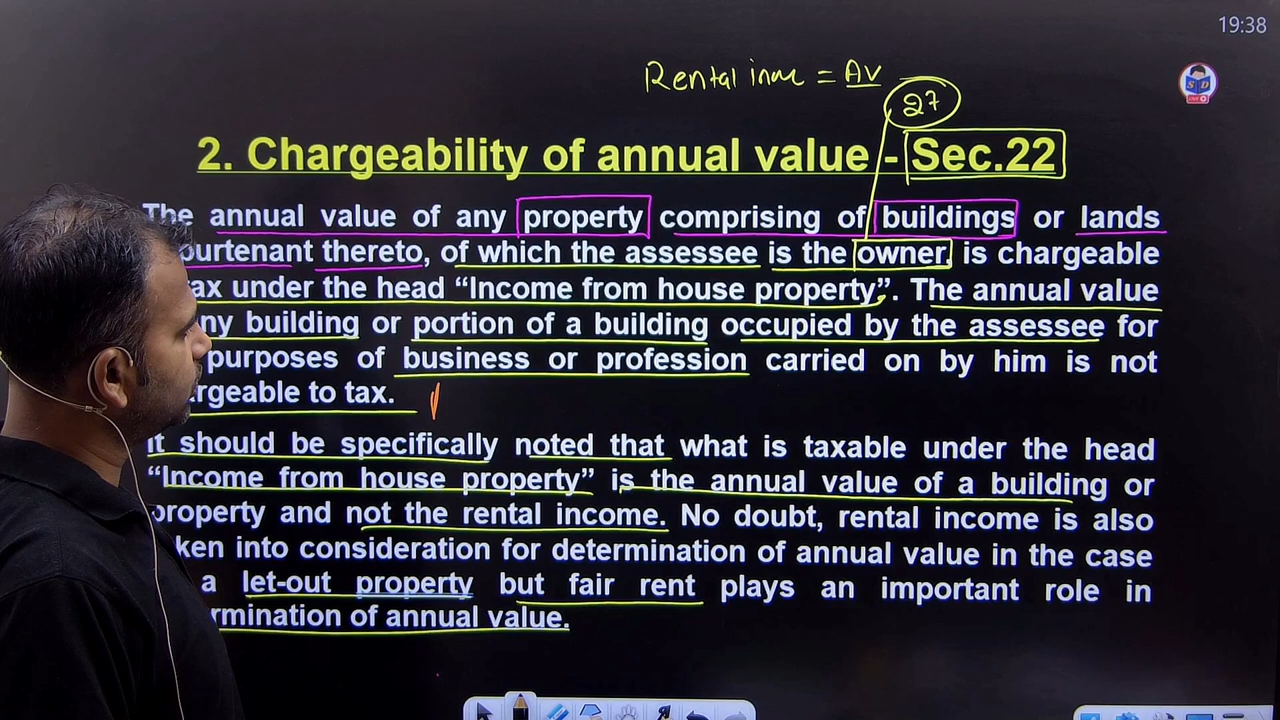 19:38
Rental inme = AV
27
2. Chargeability of annual value - Sec.22
The annual value of any property comprising of buildings or lands
purtenant thereto, of which the assessee is the owner, is chargeable
ax under the head “Income from house property”. The annual value
ny building or portion of a building occupied by the assessee for
purposes of business or profession carried on by him is not
rgeable to tax.
It should be specifically noted that what is taxable under the head
“Income from house property” is the annual value of a building or
property and not the rental income. No doubt, rental income is also
ken into consideration for determination of annual value in the case
a let-out property but fair rent plays an important role in
rmination of annual value.